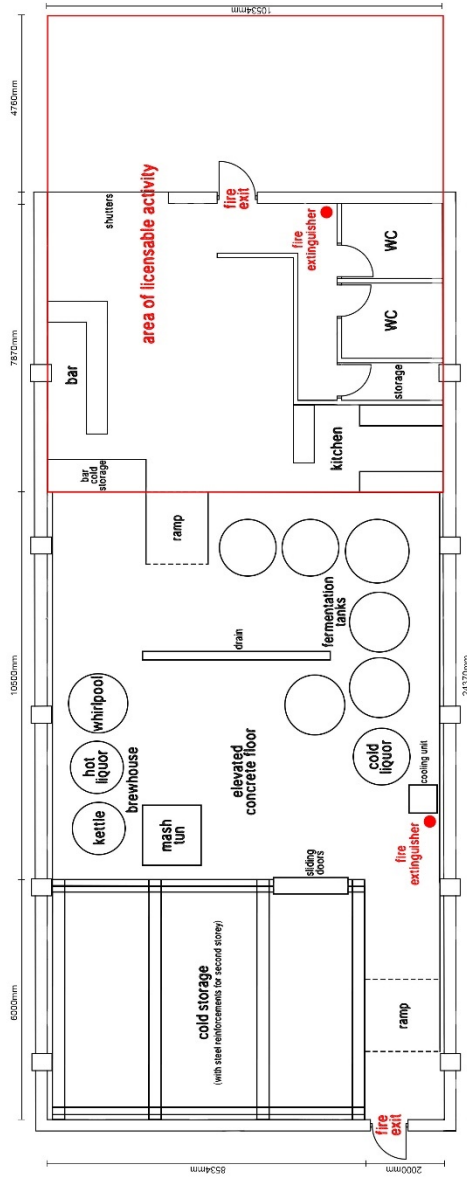 6000mm
10500mm
7870mm
4760mm
10534mm
8534mm
2000mm
24370mm
cold storage
(with steel reinforcements for second storey)
sliding
doors
ramp
fire
exit
kettle
hot
liquor
whirlpool
brewhouse
mash
tun
elevated
concrete floor
drain
fermentation
tanks
cold
liquor
cooling unit
fire
extinguisher
ramp
bar
cold
storage
bar
shutters
area of licensable activity
fire
exit
fire
extinguisher
kitchen
storage
WC
WC